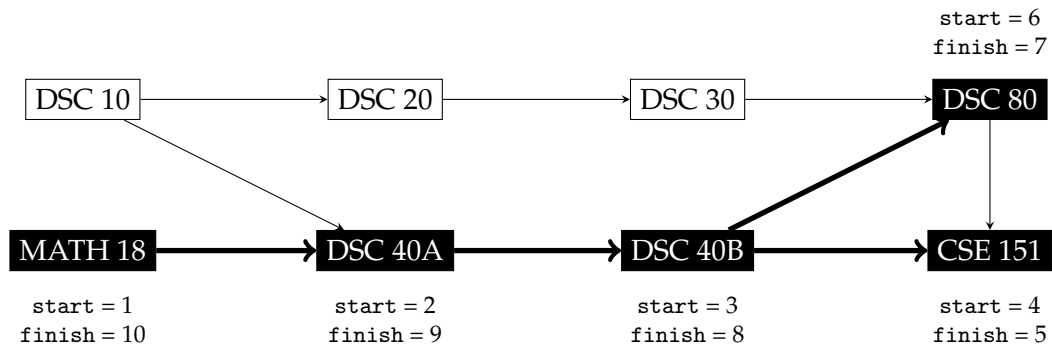 start = 6
finish = 7
DSC 10
DSC 20
DSC 30
DSC 80
MATH 18
DSC 40A
DSC 40B
CSE 151
start = 1
finish = 10
start = 2
finish = 9
start = 3
finish = 8
start = 4
finish = 5